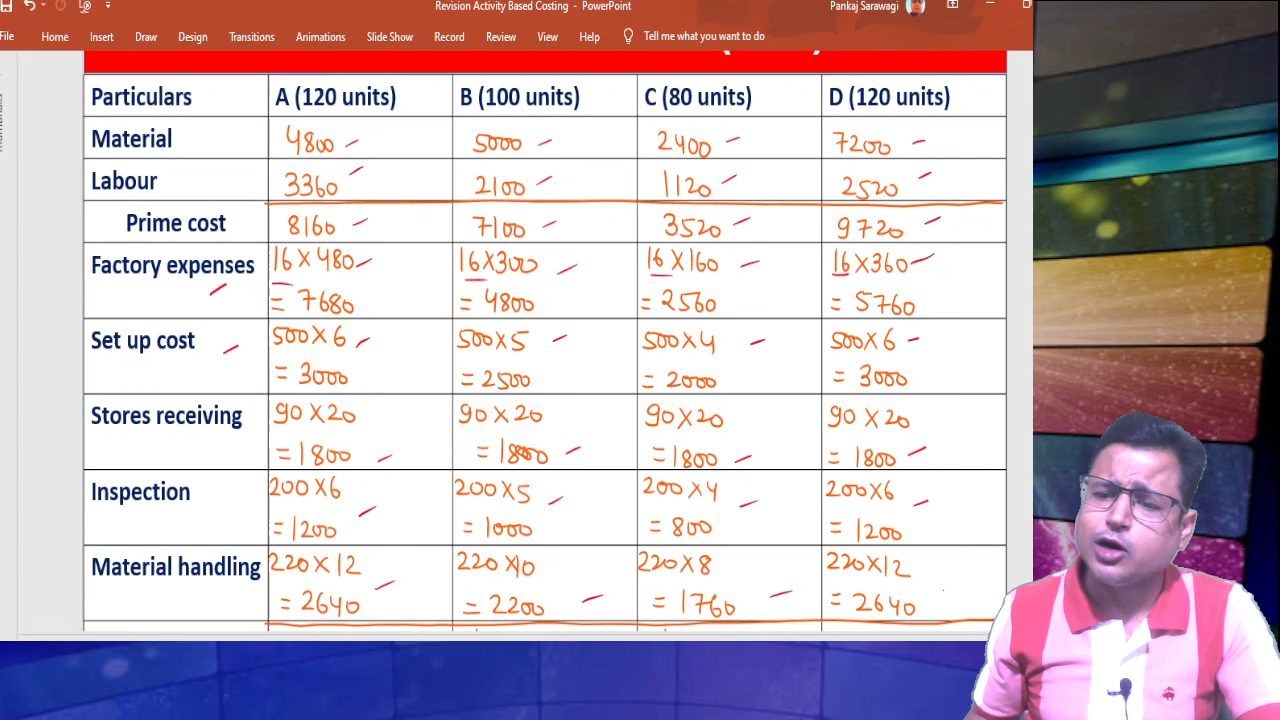 Revision Activity Based Costing - PowerPoint
Pankaj Sarawagi
File Home Insert Draw Design Transitions Animations Slide Show Record Review View Help Tell me what you want to do
Particulars A (120 units) B (100 units) C (80 units) D (120 units)
Material 4800 5000 2400 7200
Labour 3360 2100 1120 2520
Prime cost 8160 7100 3520 9720
Factory expenses 16 X 480 16 X 300 16 X 160 16 X 360
= 7680 = 4800 = 2560 = 5760
Set up cost 500 X 6 500 X 5 500 X 4 500 X 6
= 3000 = 2500 = 2000 = 3000
Stores receiving 90 X 20 90 X 20 90 X 20 90 X 20
= 1800 = 1800 = 1800 = 1800
Inspection 200 X 6 200 X 5 200 X 4 200 X 6
= 1200 = 1000 = 800 = 1200
Material handling 220 X 12 220 X 10 220 X 8 220 X 12
= 2640 = 2200 = 1760 = 2640